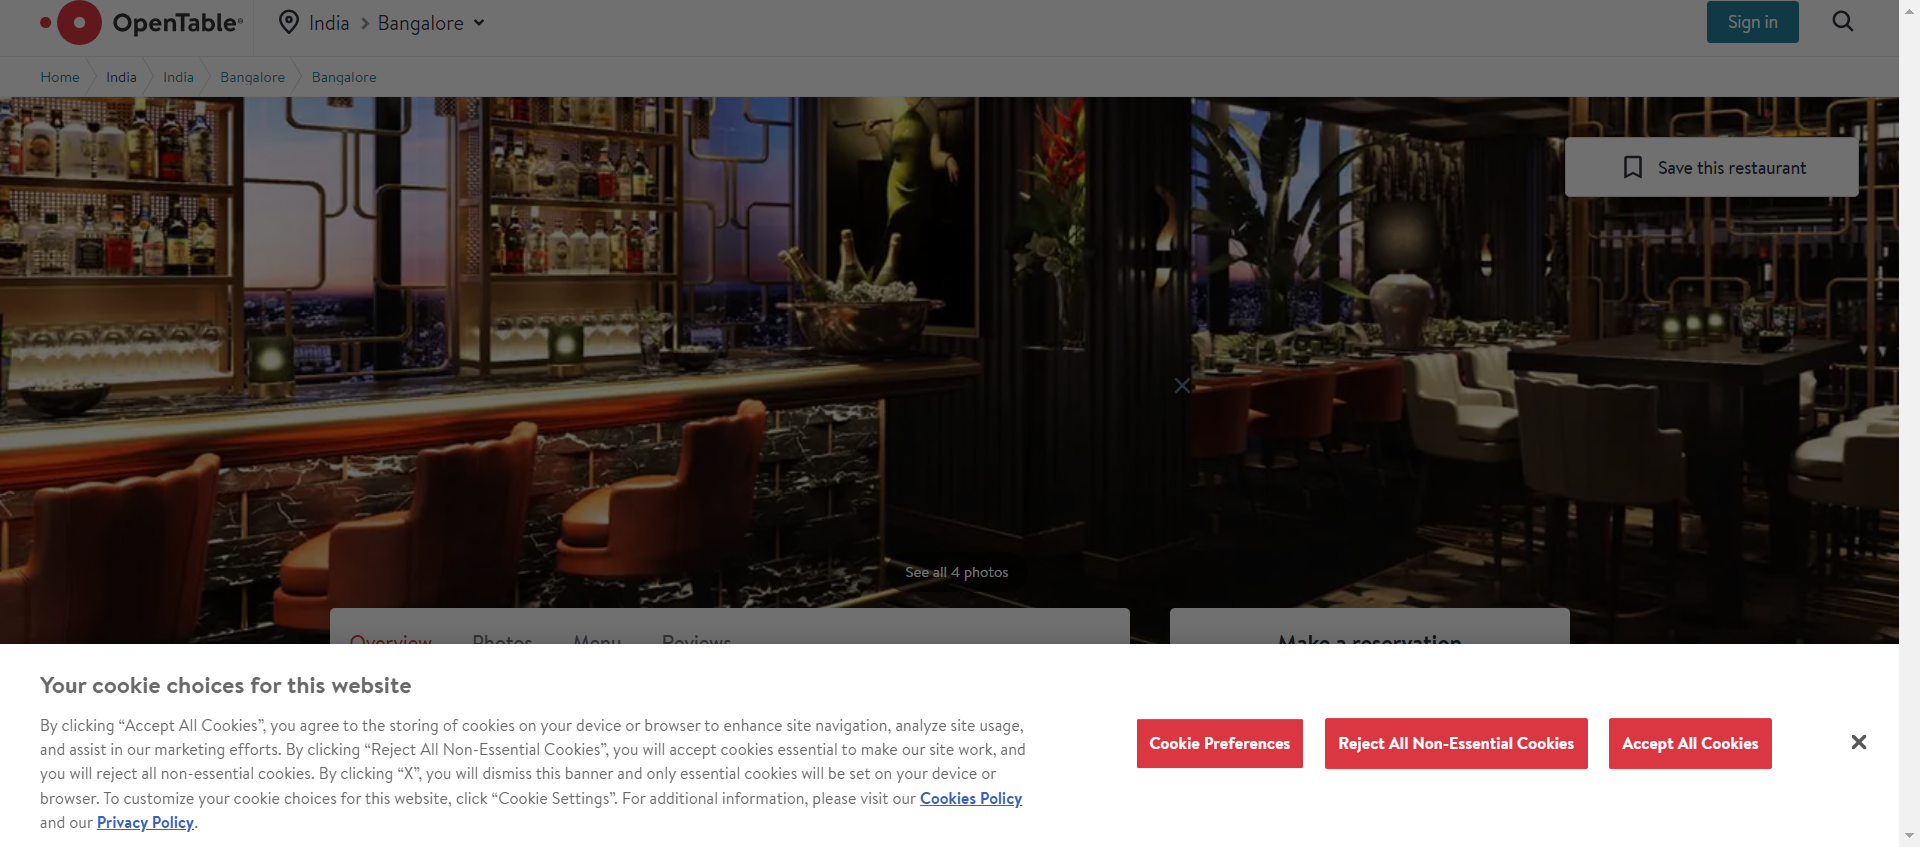 OpenTable®
India
Bangalore
Sign in
Home
India
India
Bangalore
Bangalore
Save this restaurant
See all 4 photos
Overview
Photos
Menu
Reviews
Make a reservation
Your cookie choices for this website
By clicking “Accept All Cookies”, you agree to the storing of cookies on your device or browser to enhance site navigation, analyze site usage,
and assist in our marketing efforts. By clicking “Reject All Non-Essential Cookies”, you will accept cookies essential to make our site work, and
you will reject all non-essential cookies. By clicking “X”, you will dismiss this banner and only essential cookies will be set on your device or
browser. To customize your cookie choices for this website, click “Cookie Settings”. For additional information, please visit our Cookies Policy
and our Privacy Policy.
Cookie Preferences
Reject All Non-Essential Cookies
Accept All Cookies